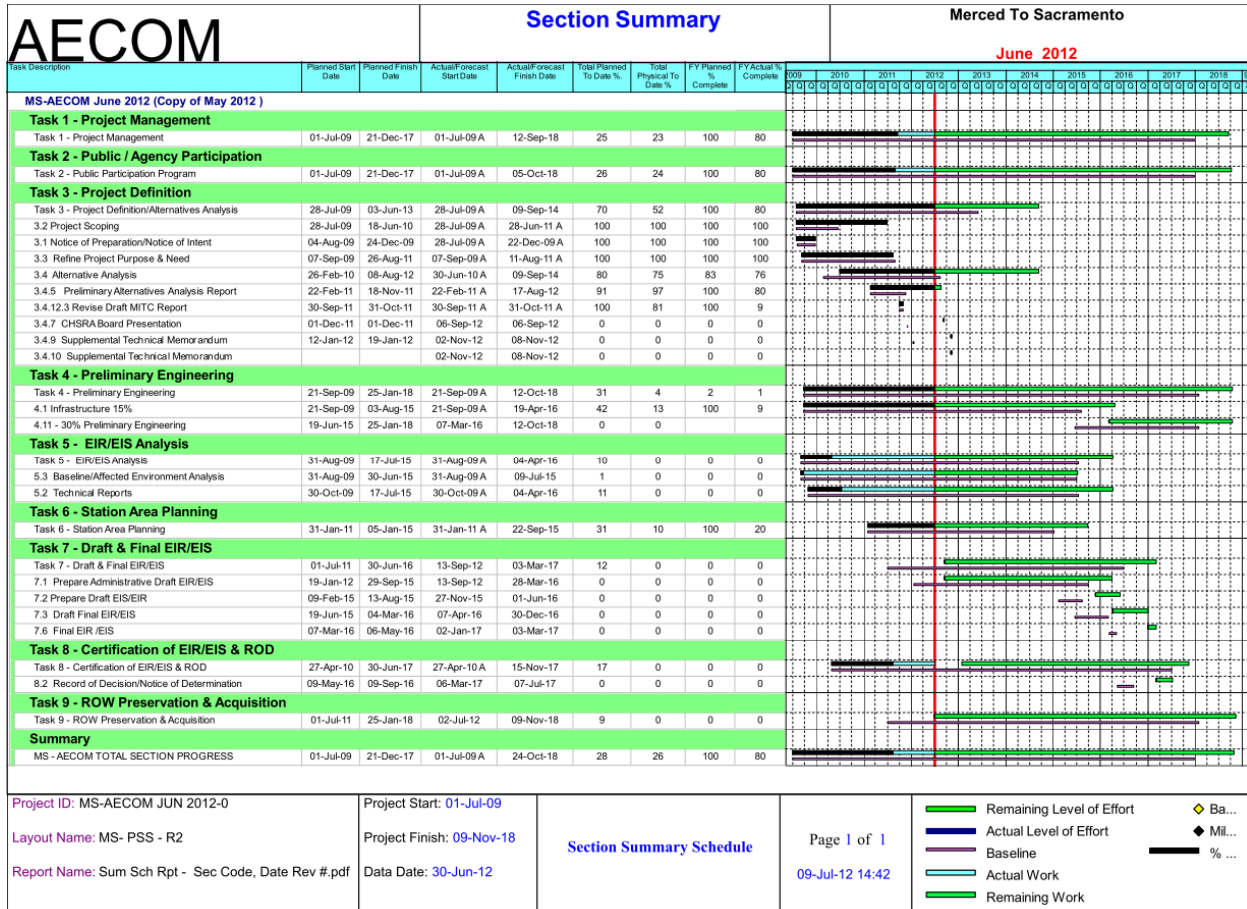 AECOM
Section Summary
Merced To Sacramento
June 2012
Task Description Planned Start Date Planned Finish Date Actual/Forecast Start Date Actual/Forecast Finish Date Total Planned To Date %. Total Physical To Date % FY Planned % Complete FY Actual % Complete 2009 2010 2011 2012 2013 2014 2015 2016 2017 2018
MS-AECOM June 2012 (Copy of May 2012 )
Task 1 - Project Management
Task 1 - Project Management 01-Jul-09 21-Dec-17 01-Jul-09 A 12-Sep-18 25 23 100 80
Task 2 - Public / Agency Participation
Task 2 - Public Participation Program 01-Jul-09 21-Dec-17 01-Jul-09 A 05-Oct-18 26 24 100 80
Task 3 - Project Definition
Task 3 - Project Definition/Alternatives Analysis 28-Jul-09 03-Jun-13 28-Jul-09 A 09-Sep-14 70 52 100 80
3.2 Project Scoping 28-Jul-09 18-Jun-10 28-Jul-09 A 28-Jun-11 A 100 100 100 100
3.1 Notice of Preparation/Notice of Intent 04-Aug-09 24-Dec-09 28-Jul-09 A 22-Dec-09 A 100 100 100 100
3.3 Refine Project Purpose & Need 07-Sep-09 26-Aug-11 07-Sep-09 A 11-Aug-11 A 100 100 100 100
3.4 Alternative Analysis 26-Feb-10 08-Aug-12 30-Jun-10 A 09-Sep-14 80 75 83 76
3.4.5 Preliminary Alternatives Analysis Report 22-Feb-11 18-Nov-11 22-Feb-11 A 17-Aug-12 91 97 100 80
3.4.12.3 Revise Draft MITC Report 30-Sep-11 31-Oct-11 30-Sep-11 A 31-Oct-11 A 100 81 100 9
3.4.7 CHSRA Board Presentation 01-Dec-11 01-Dec-11 06-Sep-12 06-Sep-12 0 0 0 0
3.4.9 Supplemental Technical Memorandum 12-Jan-12 19-Jan-12 02-Nov-12 08-Nov-12 0 0 0 0
3.4.10 Supplemental Technical Memorandum 02-Nov-12 08-Nov-12 0 0 0 0
Task 4 - Preliminary Engineering
Task 4 - Preliminary Engineering 21-Sep-09 25-Jan-18 21-Sep-09 A 12-Oct-18 31 4 2 1
4.1 Infrastructure 15% 21-Sep-09 03-Aug-15 21-Sep-09 A 19-Apr-16 42 13 100 9
4.11 - 30% Preliminary Engineering 19-Jun-15 25-Jan-18 07-Mar-16 12-Oct-18 0 0
Task 5 - EIR/EIS Analysis
Task 5 - EIR/EIS Analysis 31-Aug-09 17-Jul-15 31-Aug-09 A 04-Apr-16 10 0 0 0
5.3 Baseline/Affected Environment Analysis 31-Aug-09 30-Jun-15 31-Aug-09 A 09-Jul-15 1 0 0 0
5.2 Technical Reports 30-Oct-09 17-Jul-15 30-Oct-09 A 04-Apr-16 11 0 0 0
Task 6 - Station Area Planning
Task 6 - Station Area Planning 31-Jan-11 05-Jan-15 31-Jan-11 A 22-Sep-15 31 10 100 20
Task 7 - Draft & Final EIR/EIS
Task 7 - Draft & Final EIR/EIS 01-Jul-11 30-Jun-16 13-Sep-12 03-Mar-17 12 0 0 0
7.1 Prepare Administrative Draft EIR/EIS 19-Jan-12 29-Sep-15 13-Sep-12 28-Mar-16 0 0 0 0
7.2 Prepare Draft EIS/EIR 09-Feb-15 13-Aug-15 27-Nov-15 01-Jun-16 0 0 0 0
7.3 Draft Final EIR/EIS 19-Jun-15 04-Mar-16 07-Apr-16 30-Dec-16 0 0 0 0
7.6 Final EIR /EIS 07-Mar-16 06-May-16 02-Jan-17 03-Mar-17 0 0 0 0
Task 8 - Certification of EIR/EIS & ROD
Task 8 - Certification of EIR/EIS & ROD 27-Apr-10 30-Jun-17 27-Apr-10 A 15-Nov-17 17 0 0 0
8.2 Record of Decision/Notice of Determination 09-May-16 09-Sep-16 06-Mar-17 07-Jul-17 0 0 0 0
Task 9 - ROW Preservation & Acquisition
Task 9 - ROW Preservation & Acquisition 01-Jul-11 25-Jan-18 02-Jul-12 09-Nov-18 9 0 0 0
Summary
MS - AECOM TOTAL SECTION PROGRESS 01-Jul-09 21-Dec-17 01-Jul-09 A 24-Oct-18 28 26 100 80
Project ID: MS-AECOM JUN 2012-0
Layout Name: MS- PSS - R2
Report Name: Sum Sch Rpt - Sec Code, Date Rev #.pdf
Project Start: 01-Jul-09
Project Finish: 09-Nov-18
Data Date: 30-Jun-12
Section Summary Schedule
Page 1 of 1
09-Jul-12 14:42
Remaining Level of Effort
Actual Level of Effort
Baseline
Actual Work
Remaining Work
Ba...
Mil...
% ...